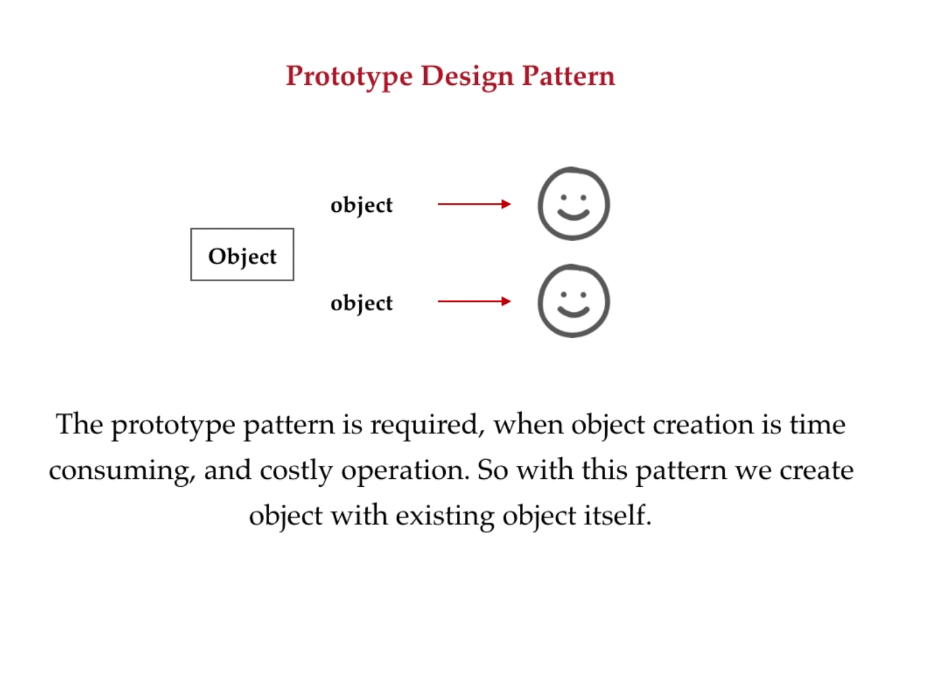 Prototype Design Pattern
object
Object
object
The prototype pattern is required, when object creation is time
consuming, and costly operation. So with this pattern we create
object with existing object itself.